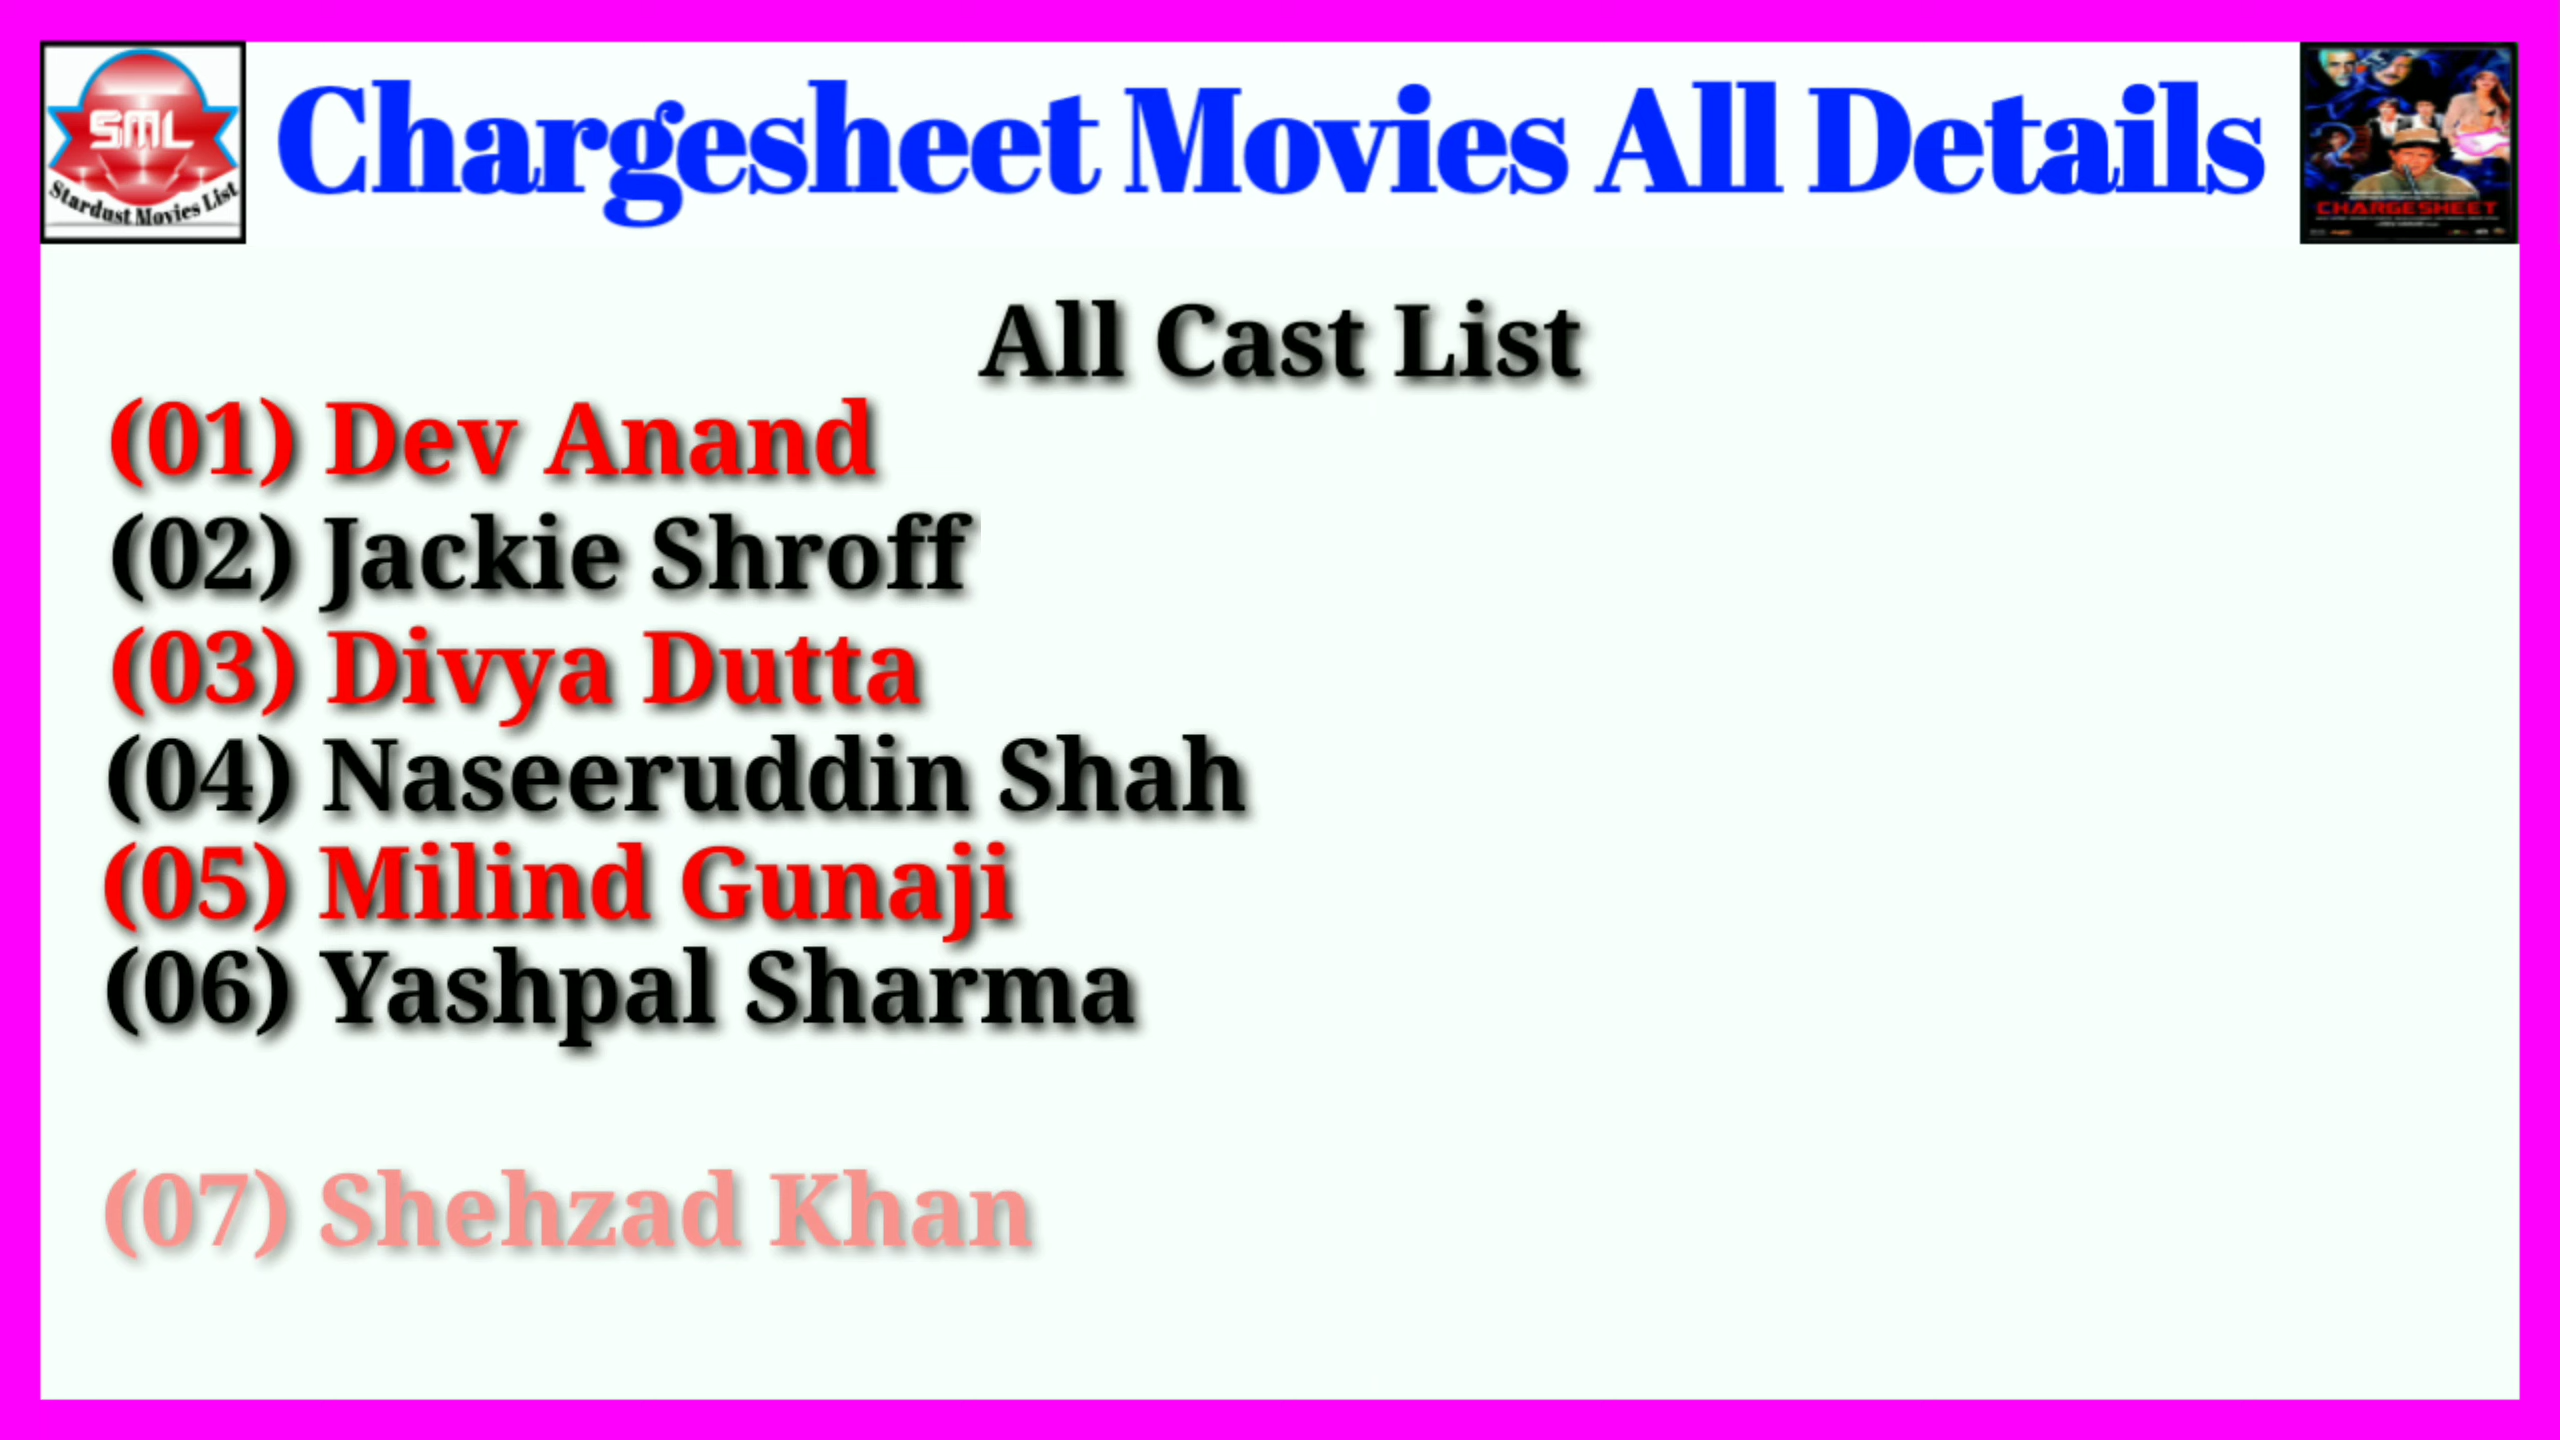 SML
Stardust Movies List
Chargesheet Movies All Details
CHARGESHEET
All Cast List
(01) Dev Anand
(02) Jackie Shroff
(03) Divya Dutta
(04) Naseeruddin Shah
(05) Milind Gunaji
(06) Yashpal Sharma
(07) Shehzad Khan